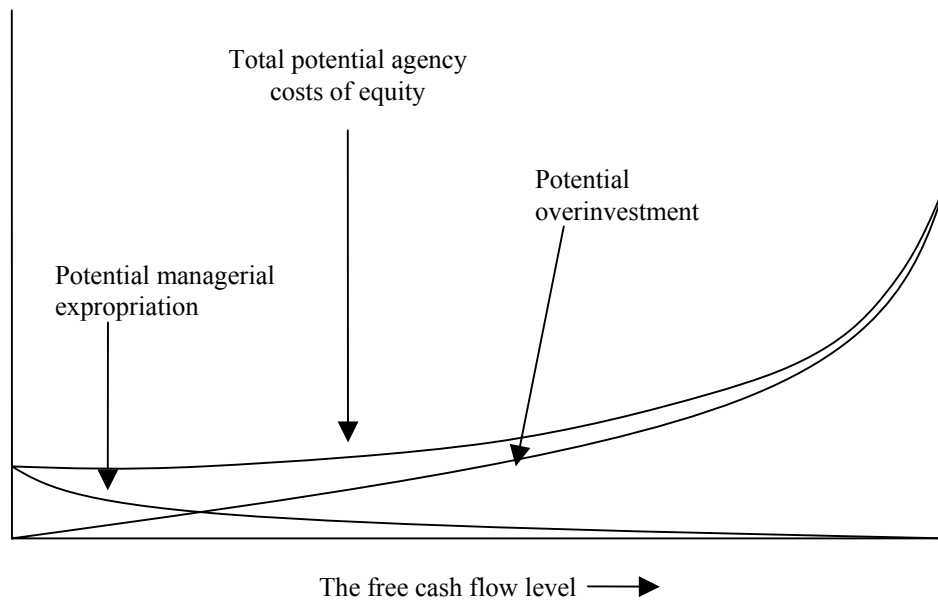 Total potential agency
costs of equity
Potential
overinvestment
Potential managerial
expropriation
The free cash flow level